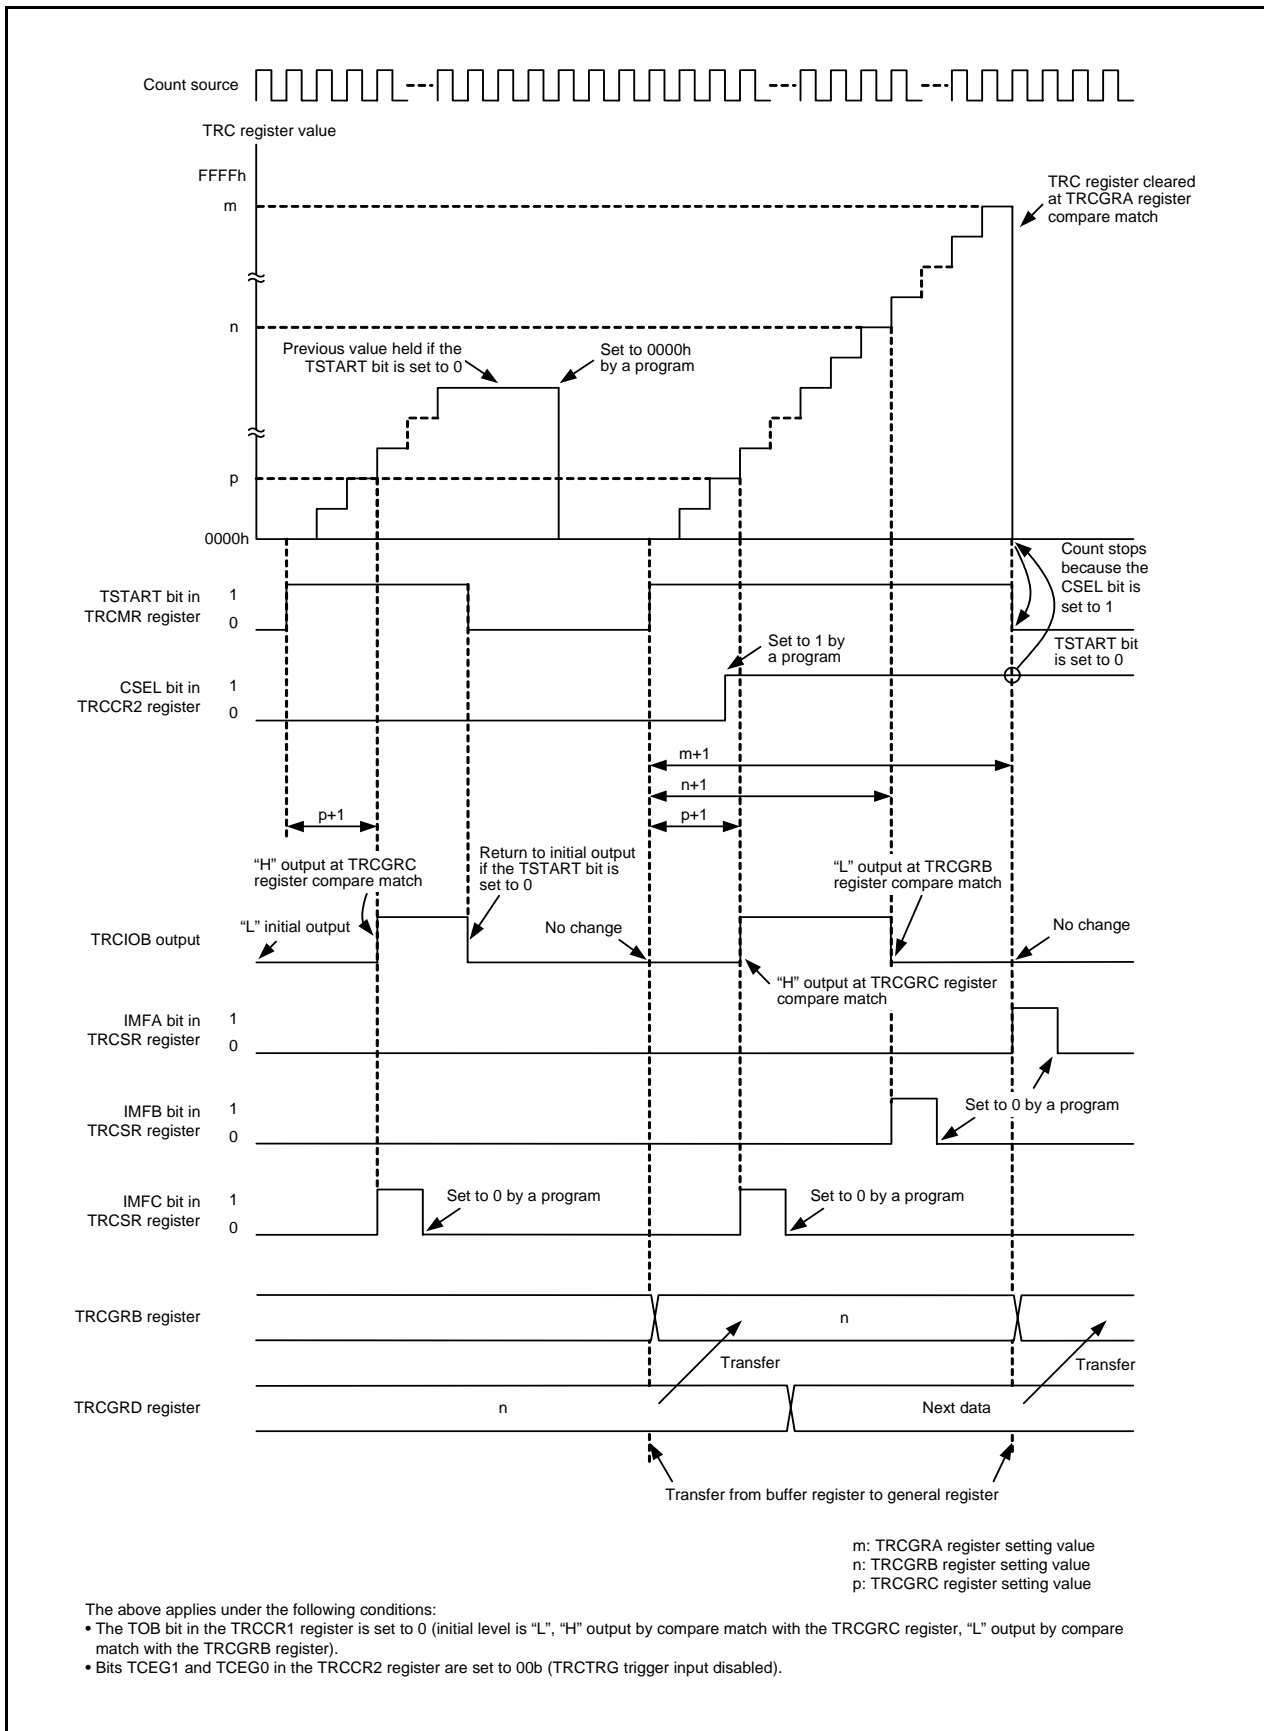 Count source
TRC register value
FFFFh
m
TRC register cleared
at TRCGRA register
compare match
n
Previous value held if the
TSTART bit is set to 0
Set to 0000h
by a program
p
0000h
Count stops
because the
CSEL bit is
set to 1
TSTART bit in
TRCMR register
1
0
TSTART bit
is set to 0
Set to 1 by
a program
CSEL bit in
TRCCR2 register
1
0
m+1
n+1
p+1
p+1
“H” output at TRCGRC
register compare match
Return to initial output
if the TSTART bit is
set to 0
“L” output at TRCGRB
register compare match
“L” initial output
No change
No change
TRCIOB output
“H” output at TRCGRC register
compare match
IMFA bit in
TRCSR register
1
0
Set to 0 by a program
IMFB bit in
TRCSR register
1
0
IMFC bit in
TRCSR register
1
0
Set to 0 by a program
Set to 0 by a program
TRCGRB register
n
Transfer
Transfer
TRCGRD register
n
Next data
Transfer from buffer register to general register
m: TRCGRA register setting value
n: TRCGRB register setting value
p: TRCGRC register setting value
The above applies under the following conditions:
• The TOB bit in the TRCCR1 register is set to 0 (initial level is “L”, “H” output by compare match with the TRCGRC register, “L” output by compare
match with the TRCGRB register).
• Bits TCEG1 and TCEG0 in the TRCCR2 register are set to 00b (TRCTRG trigger input disabled).